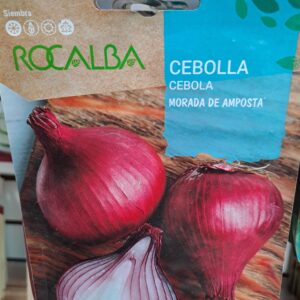 Siembra
ROCALBA
CEBOLLA
CEBOLA
MORADA DE AMPOSTA